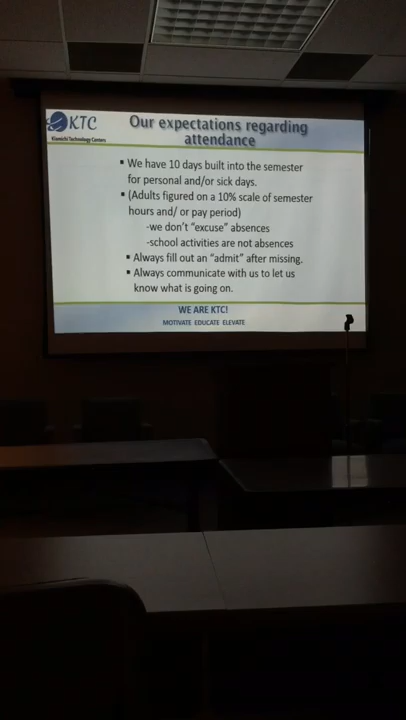 KTC
Kiamichi Technology Centers
Our expectations regarding
attendance
▪ We have 10 days built into the semester
for personal and/or sick days.
▪ (Adults figured on a 10% scale of semester
hours and/ or pay period)
-we don't "excuse" absences
-school activities are not absences
▪ Always fill out an "admit" after missing.
▪ Always communicate with us to let us
know what is going on.
WE ARE KTC!
MOTIVATE EDUCATE ELEVATE